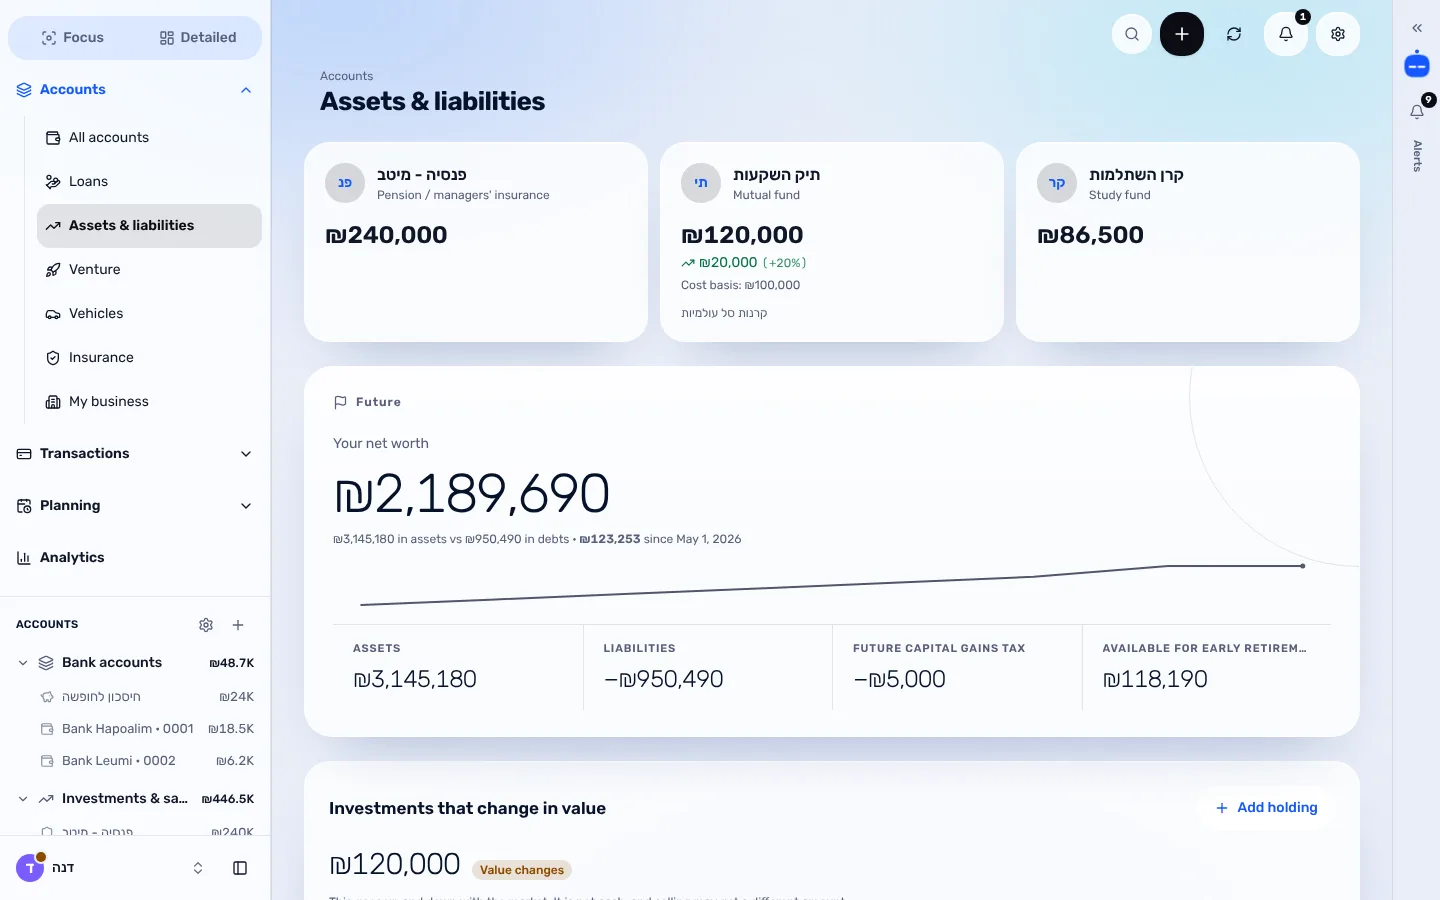 Focus
Detailed
Accounts
All accounts
Loans
Assets & liabilities
Venture
Vehicles
Insurance
My business
Transactions
Planning
Analytics
ACCOUNTS
Bank accounts ₪48.7K
חיסכון לחופשה ₪24K
Bank Hapoalim • 0001 ₪18.5K
Bank Leumi • 0002 ₪6.2K
Investments & sa... ₪446.5K
פנסיה - מיטב ₪240K
T
דנה
1
Accounts
Assets & liabilities
פנ
פנסיה - מיטב
Pension / managers' insurance
₪240,000
תי
תיק השקעות
Mutual fund
₪120,000
₪20,000 (+20%)
Cost basis: ₪100,000
קרנות סל עולמיות
קר
קרן השתלמות
Study fund
₪86,500
Future
Your net worth
₪2,189,690
₪3,145,180 in assets vs ₪950,490 in debts • ₪123,253 since May 1, 2026
ASSETS
₪3,145,180
LIABILITIES
−₪950,490
FUTURE CAPITAL GAINS TAX
−₪5,000
AVAILABLE FOR EARLY RETIREM...
₪118,190
Investments that change in value
Add holding
₪120,000
Value changes
9
Alerts